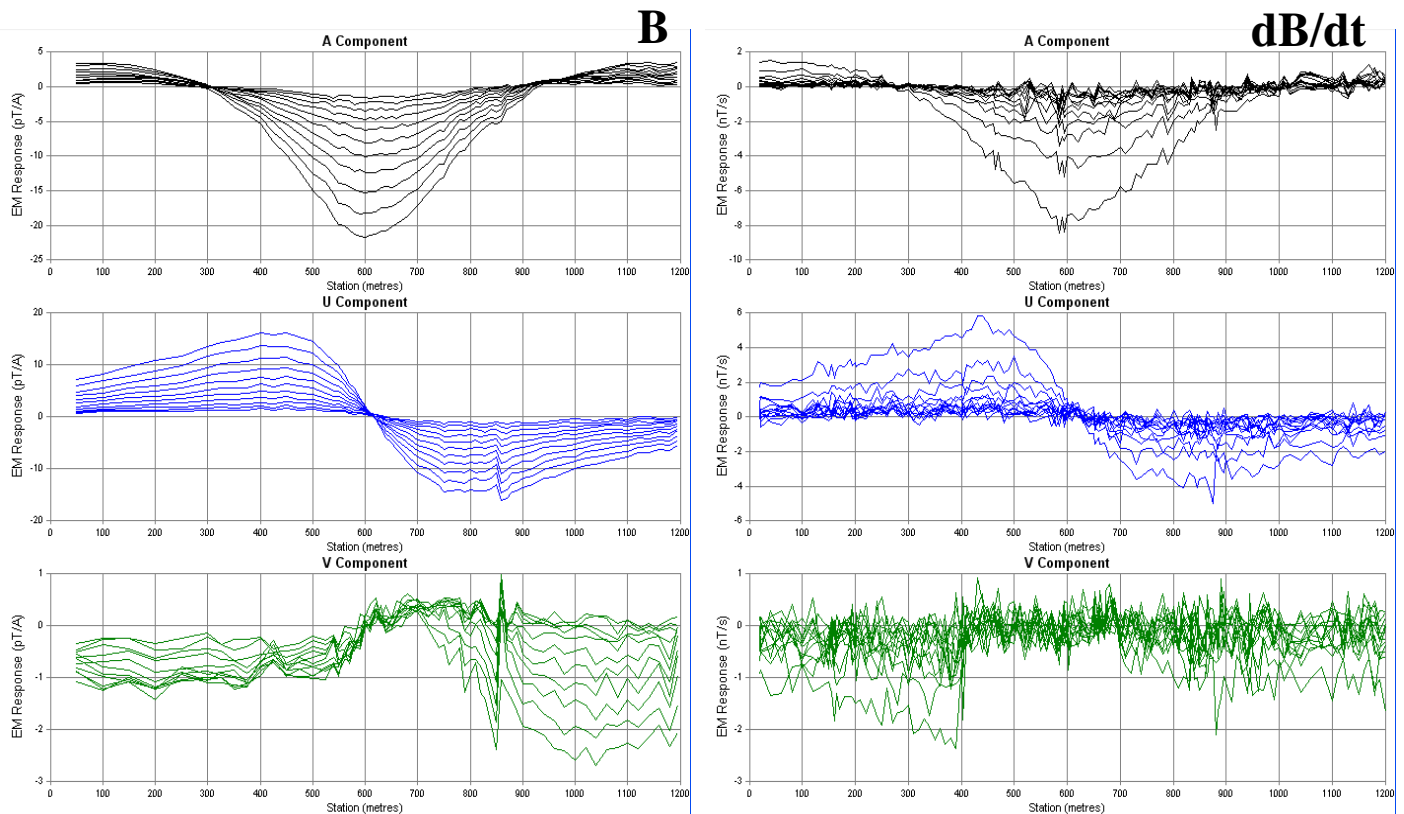 B
A Component
EM Response (pT/A)
5
0
-5
-10
-15
-20
-25
0 100 200 300 400 500 600 700 800 900 1000 1100 1200
Station (metres)
U Component
EM Response (pT/A)
20
10
0
-10
-20
0 100 200 300 400 500 600 700 800 900 1000 1100 1200
Station (metres)
V Component
EM Response (pT/A)
1
0
-1
-2
-3
0 100 200 300 400 500 600 700 800 900 1000 1100 1200
Station (metres)
dB/dt
A Component
EM Response (nT/s)
2
0
-2
-4
-6
-8
-10
0 100 200 300 400 500 600 700 800 900 1000 1100 1200
Station (metres)
U Component
EM Response (nT/s)
6
4
2
0
-2
-4
-6
0 100 200 300 400 500 600 700 800 900 1000 1100 1200
Station (metres)
V Component
EM Response (nT/s)
1
0
-1
-2
-3
0 100 200 300 400 500 600 700 800 900 1000 1100 1200
Station (metres)